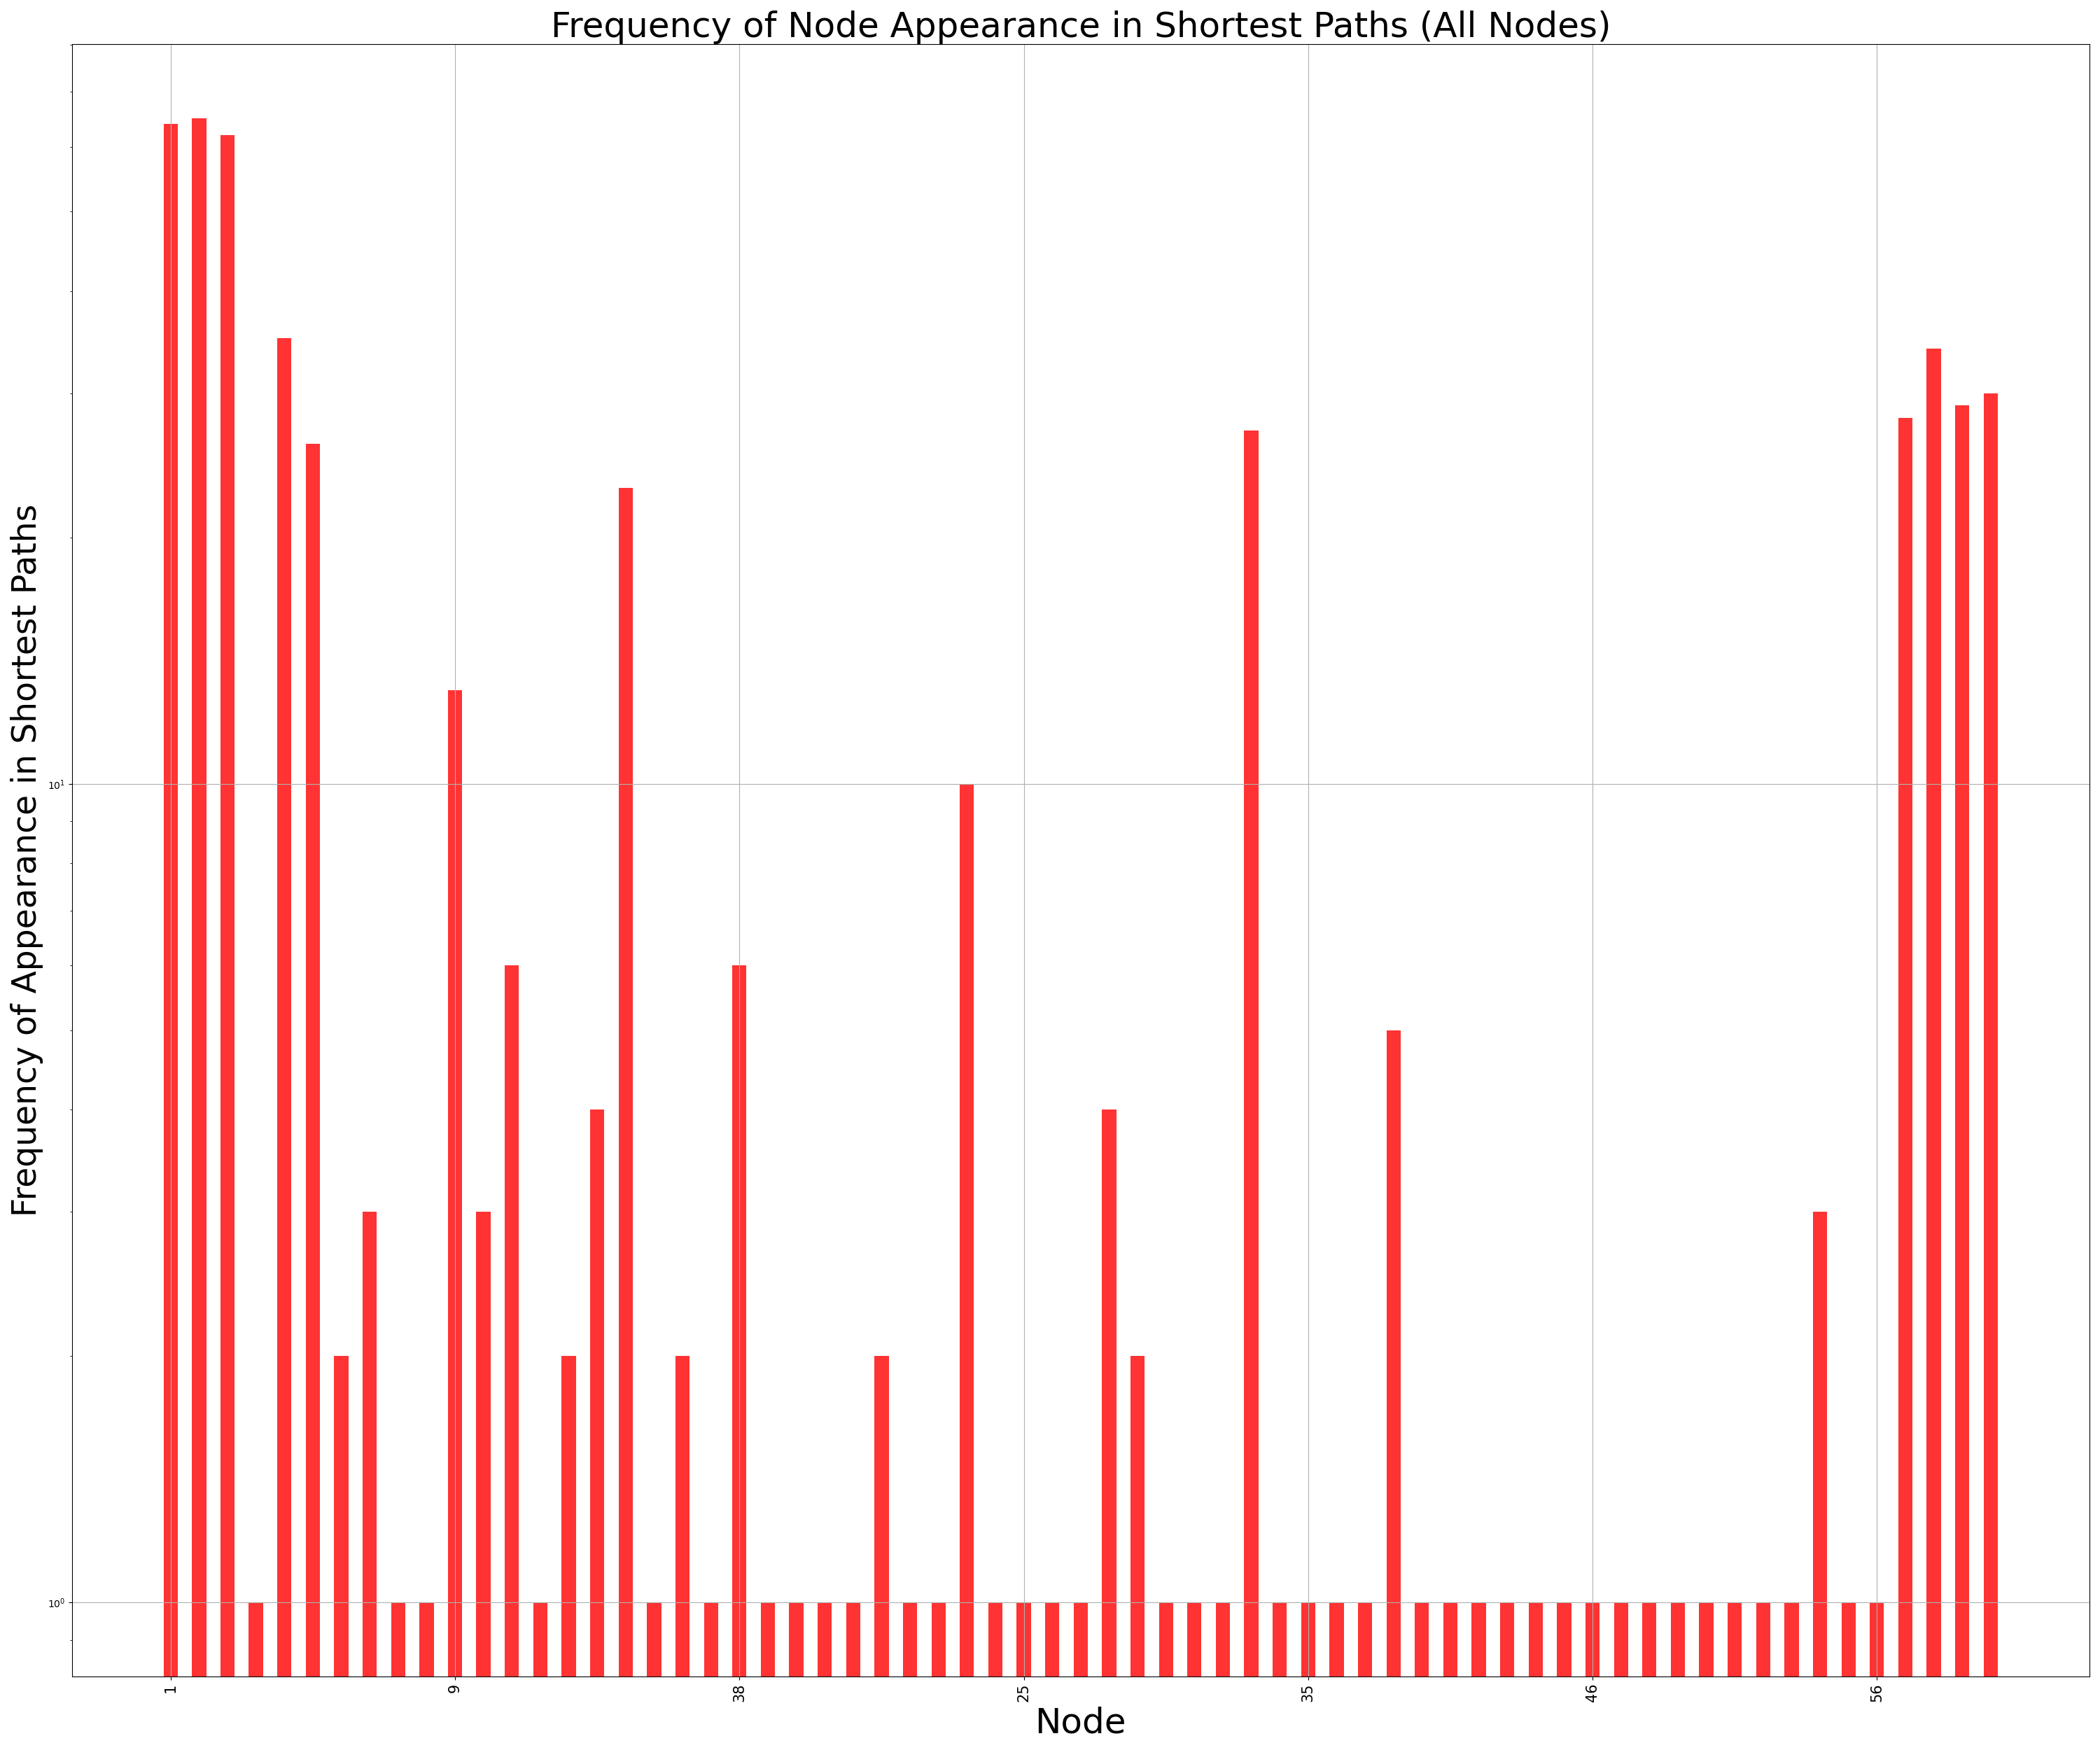 Frequency of Node Appearance in Shortest Paths (All Nodes)
Frequency of Appearance in Shortest Paths
10¹
10⁰
1 9 38 25 35 46 56
Node